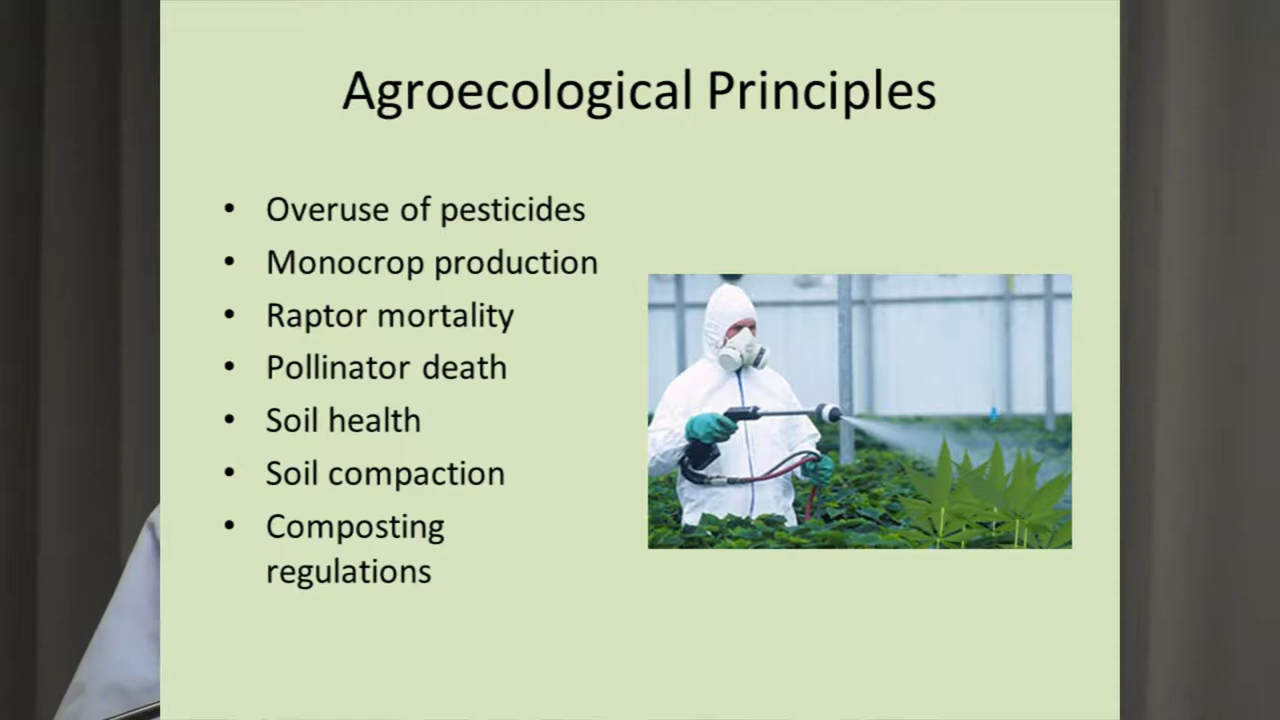 Agroecological Principles
• Overuse of pesticides
• Monocrop production
• Raptor mortality
• Pollinator death
• Soil health
• Soil compaction
• Composting
regulations